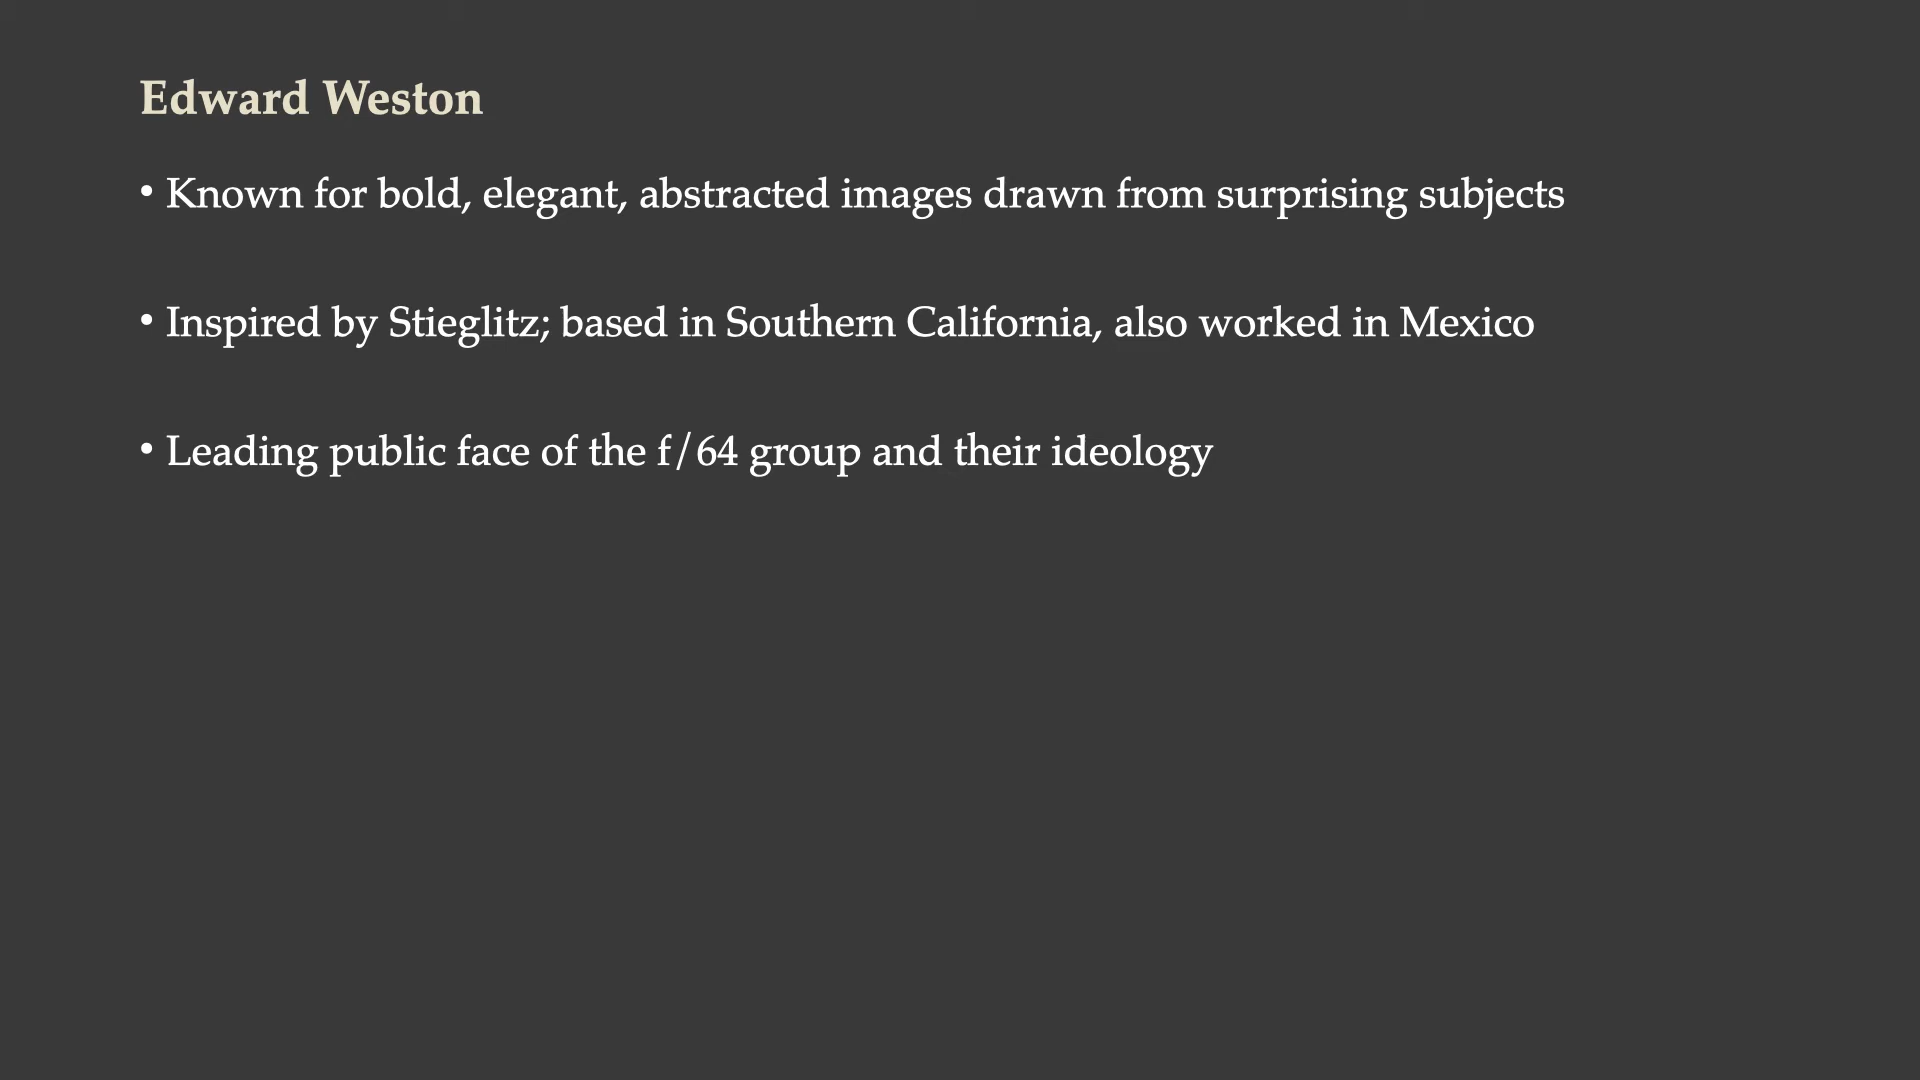 Edward Weston
• Known for bold, elegant, abstracted images drawn from surprising subjects
• Inspired by Stieglitz; based in Southern California, also worked in Mexico
• Leading public face of the f/64 group and their ideology